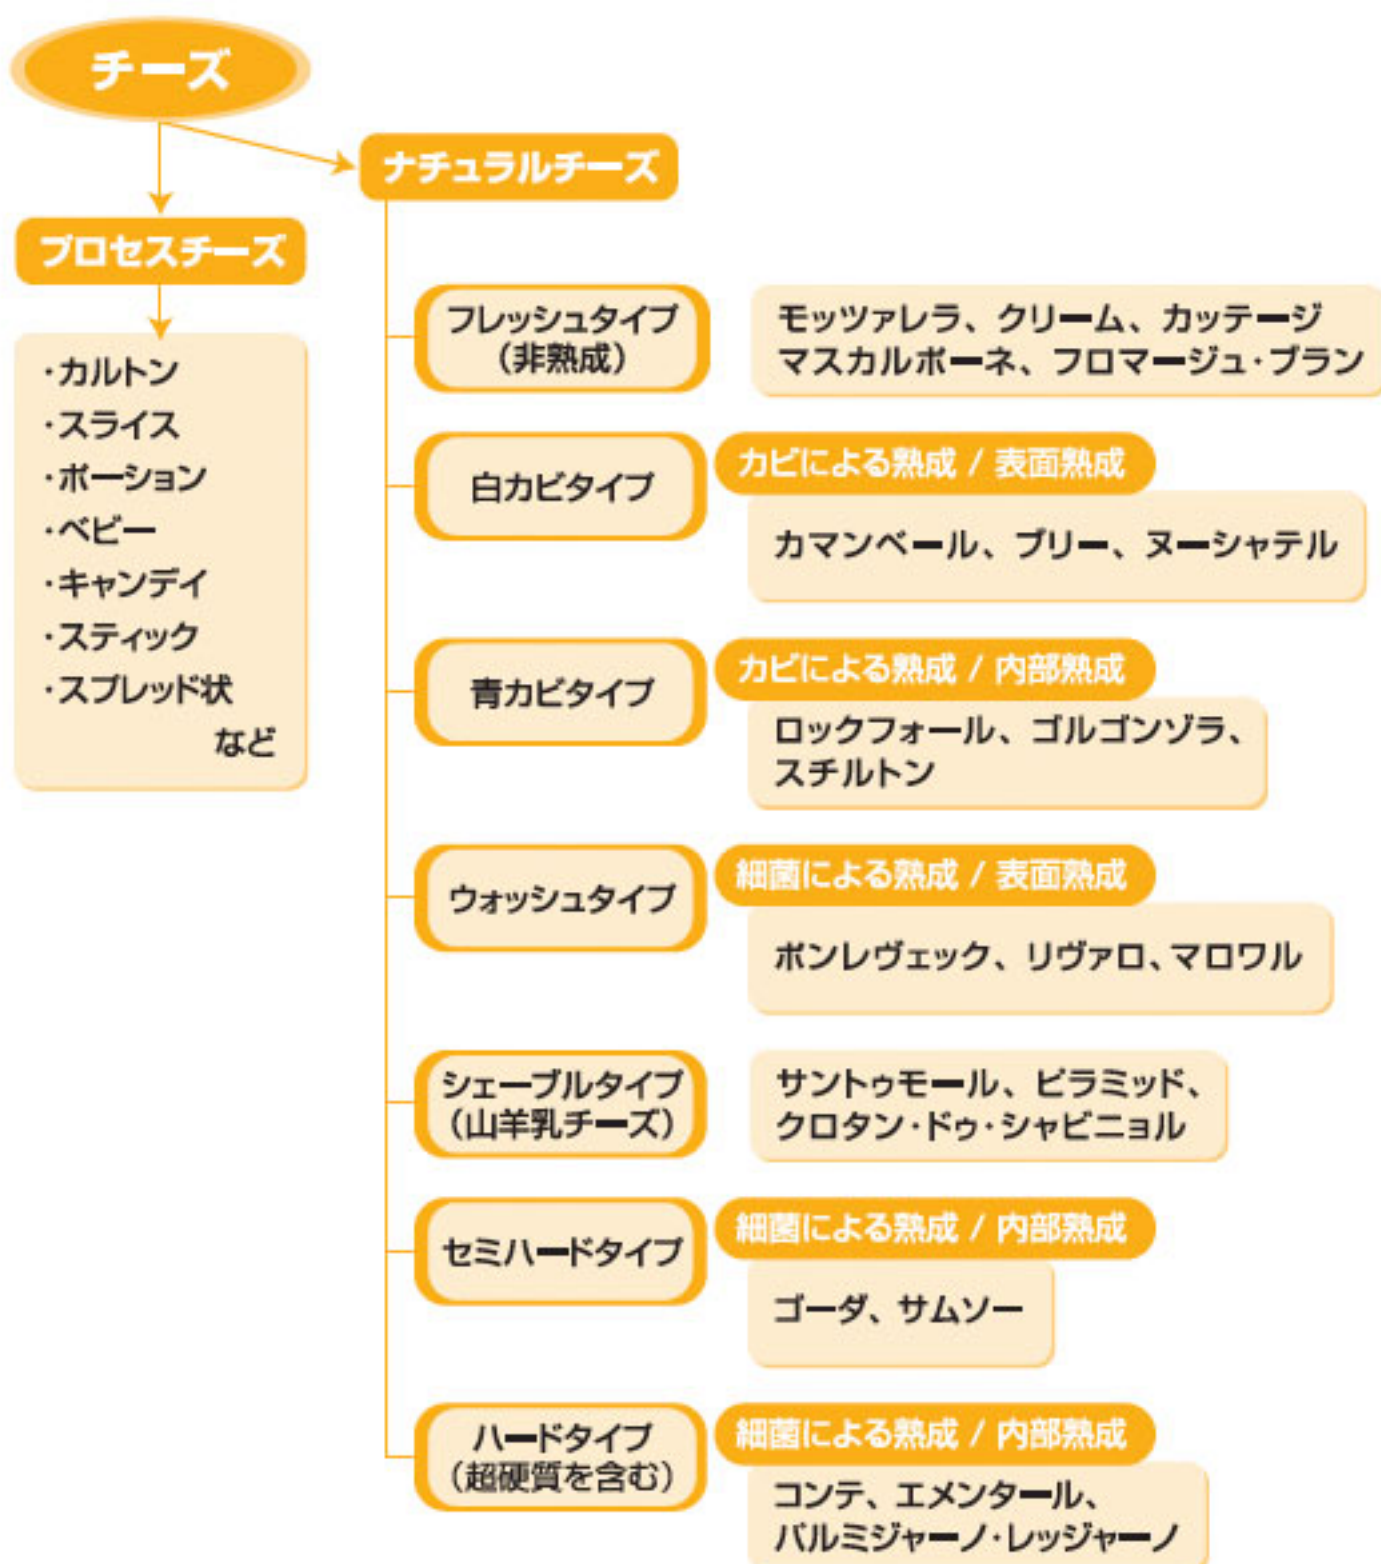 チーズ
ナチュラルチーズ
プロセスチーズ
・カルトン
・スライス
・ポーション
・ベビー
・キャンデイ
・スティック
・スプレッド状
など
フレッシュタイプ
(非熟成)
モッツァレラ、クリーム、カッテージ
マスカルポーネ、フロマージュ・ブラン
白カビタイプ
カビによる熟成 / 表面熟成
カマンベール、ブリー、ヌーシャテル
青カビタイプ
カビによる熟成 / 内部熟成
ロックフォール、ゴルゴンゾラ、
スチルトン
ウォッシュタイプ
細菌による熟成 / 表面熟成
ポンレヴェック、リヴァロ、マロワル
シェーブルタイプ
(山羊乳チーズ)
サントゥモール、ピラミッド、
クロタン・ドゥ・シャビニョル
セミハードタイプ
細菌による熟成 / 内部熟成
ゴーダ、サムソー
ハードタイプ
(超硬質を含む)
細菌による熟成 / 内部熟成
コンテ、エメンタール、
パルミジャーノ・レッジャーノ